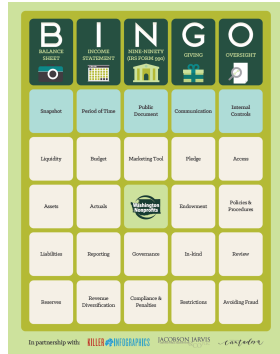 B I N G O
BALANCE SHEET
INCOME STATEMENT
NINE-NINETY (IRS FORM 990)
GIVING
OVERSIGHT
Snapshot
Period of Time
Public Document
Communication
Internal Controls
Liquidity
Budget
Marketing Tool
Pledge
Access
Assets
Actuals
Washington Nonprofits
Endowment
Policies & Procedures
Liabilities
Reporting
Governance
In-kind
Review
Reserves
Revenue Diversification
Compliance & Penalties
Restrictions
Avoiding Fraud
In partnership with: KILLER INFOGRAPHICS JACOBSON JARVIS